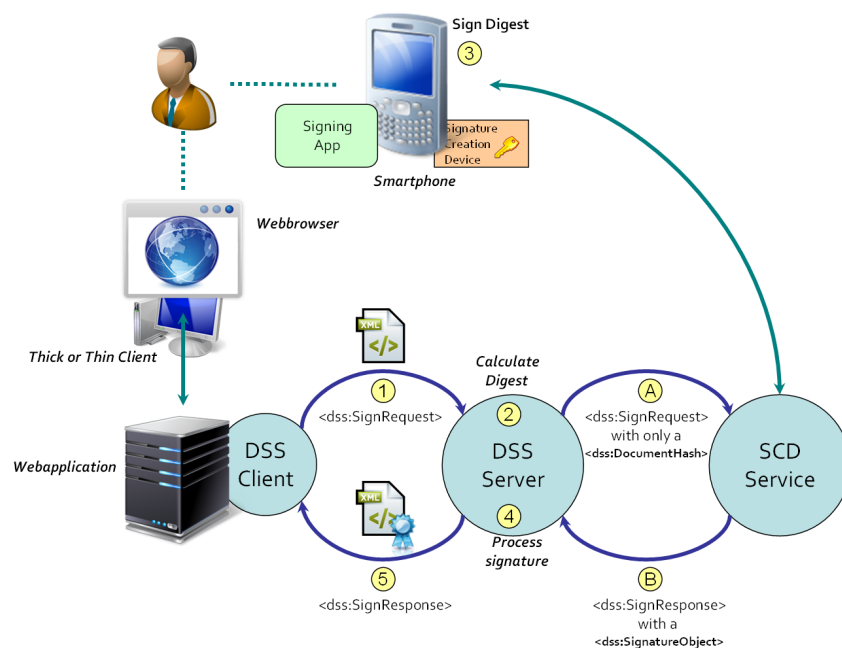 Sign Digest
3
Signing
App
Signature
Creation
Device
Smartphone
Webbrowser
Thick or Thin Client
XML
</>
1
<dss:SignRequest>
Calculate
Digest
2
A
<dss:SignRequest>
with only a
<dss:DocumentHash>
Webapplication
DSS
Client
DSS
Server
SCD
Service
XML
</>
4
Process
signature
5
<dss:SignResponse>
B
<dss:SignResponse>
with a
<dss:SignatureObject>